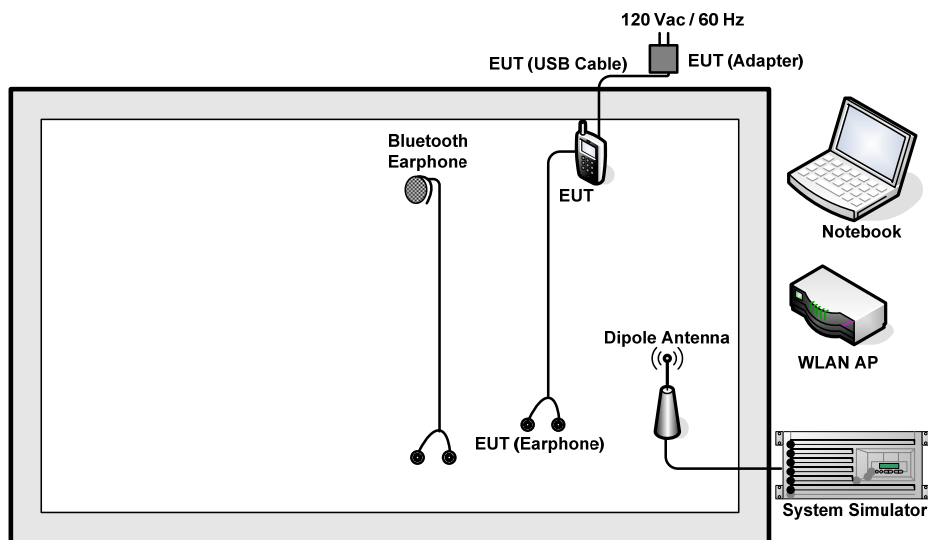 120 Vac / 60 Hz
EUT (USB Cable)
EUT (Adapter)
Bluetooth
Earphone
EUT
Notebook
WLAN AP
Dipole Antenna
EUT (Earphone)
System Simulator